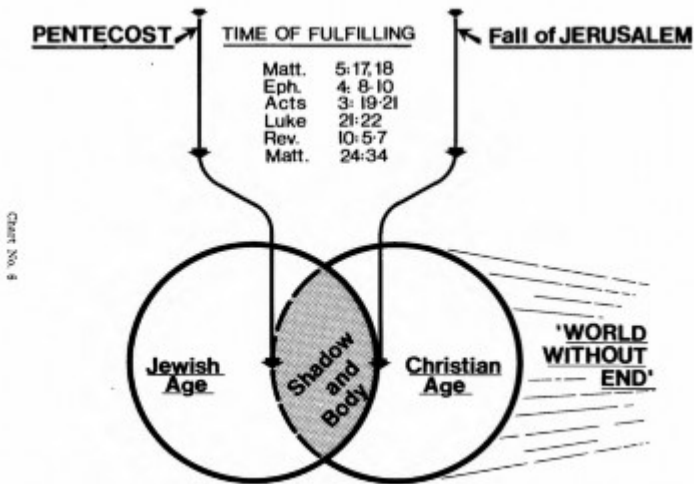 PENTECOST
TIME OF FULFILLING
Fall of JERUSALEM
Matt. 5:17,18
Eph. 4: 8-10
Acts 3: 19-21
Luke 21:22
Rev. 10:5-7
Matt. 24:34
Chart No. 6
Jewish
Age
Shadow
and
Body
Christian
Age
'WORLD
WITHOUT
END'